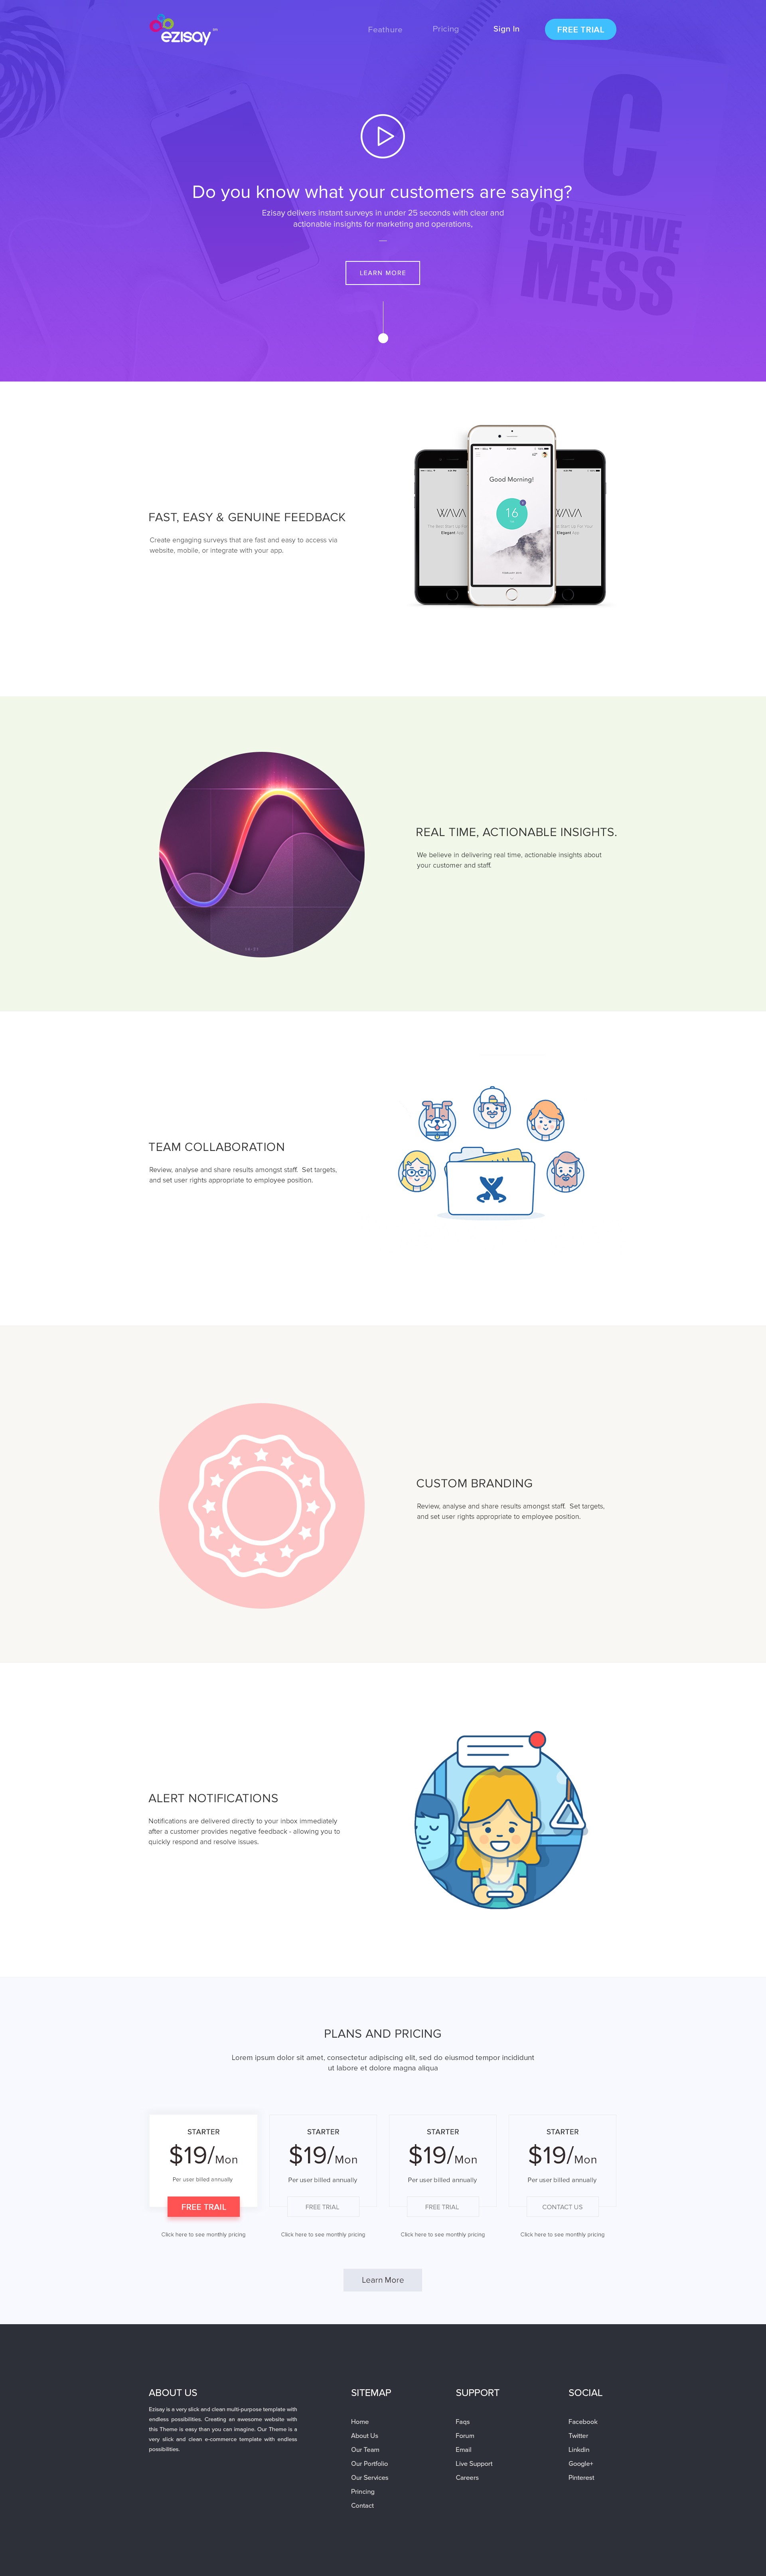 ezisay
Feathure
Pricing
Sign In
FREE TRIAL
C
CREATIVE
MESS
Do you know what your customers are saying?
Ezisay delivers instant surveys in under 25 seconds with clear and
actionable insights for marketing and operations,
LEARN MORE
FAST, EASY & GENUINE FEEDBACK
Create engaging surveys that are fast and easy to access via
website, mobile, or integrate with your app.
Good Morning!
16
WAVA
Elegant App
WAVA
Elegant App
REAL TIME, ACTIONABLE INSIGHTS.
We believe in delivering real time, actionable insights about
your customer and staff.
TEAM COLLABORATION
Review, analyse and share results amongst staff. Set targets,
and set user rights appropriate to employee position.
CUSTOM BRANDING
Review, analyse and share results amongst staff. Set targets,
and set user rights appropriate to employee position.
ALERT NOTIFICATIONS
Notifications are delivered directly to your inbox immediately
after a customer provides negative feedback - allowing you to
quickly respond and resolve issues.
PLANS AND PRICING
Lorem ipsum dolor sit amet, consectetur adipiscing elit, sed do eiusmod tempor incididunt
ut labore et dolore magna aliqua
STARTER
$19/Mon
Per user billed annually
FREE TRAIL
Click here to see monthly pricing
STARTER
$19/Mon
Per user billed annually
FREE TRIAL
Click here to see monthly pricing
STARTER
$19/Mon
Per user billed annually
FREE TRIAL
Click here to see monthly pricing
STARTER
$19/Mon
Per user billed annually
CONTACT US
Click here to see monthly pricing
Learn More
ABOUT US
Ezisay is a very slick and clean multi-purpose template with
endless possibilities. Creating an awesome website with
this Theme is easy than you can imagine. Our Theme is a
very slick and clean e-commerce template with endless
possibilities.
SITEMAP
Home
About Us
Our Team
Our Portfolio
Our Services
Princing
Contact
SUPPORT
Faqs
Forum
Email
Live Support
Careers
SOCIAL
Facebook
Twitter
Linkdin
Google+
Pinterest